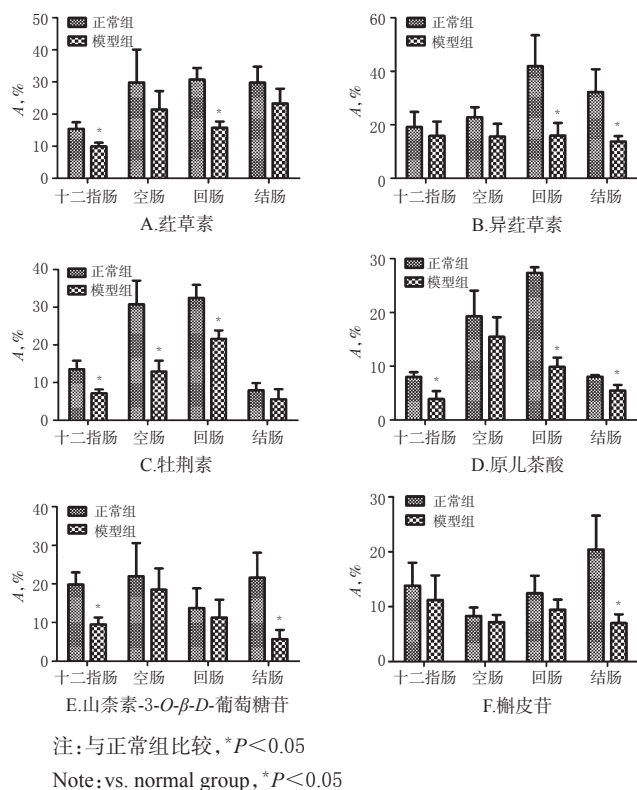 正常组
模型组
50
40
30
20
10
0
A, %
*
*
十二指肠 空肠 回肠 结肠
A.荭草素
正常组
模型组
60
40
20
0
A, %
*
*
十二指肠 空肠 回肠 结肠
B.异荭草素
正常组
模型组
40
30
20
10
0
A, %
*
*
*
十二指肠 空肠 回肠 结肠
C.牡荆素
正常组
模型组
30
20
10
0
A, %
*
*
*
十二指肠 空肠 回肠 结肠
D.原儿茶酸
正常组
模型组
40
30
20
10
0
A, %
*
*
十二指肠 空肠 回肠 结肠
E.山柰素-3-O-β-D-葡萄糖苷
正常组
模型组
30
20
10
0
A, %
*
十二指肠 空肠 回肠 结肠
F.槲皮苷
注:与正常组比较,*P<0.05
Note:vs. normal group,*P<0.05